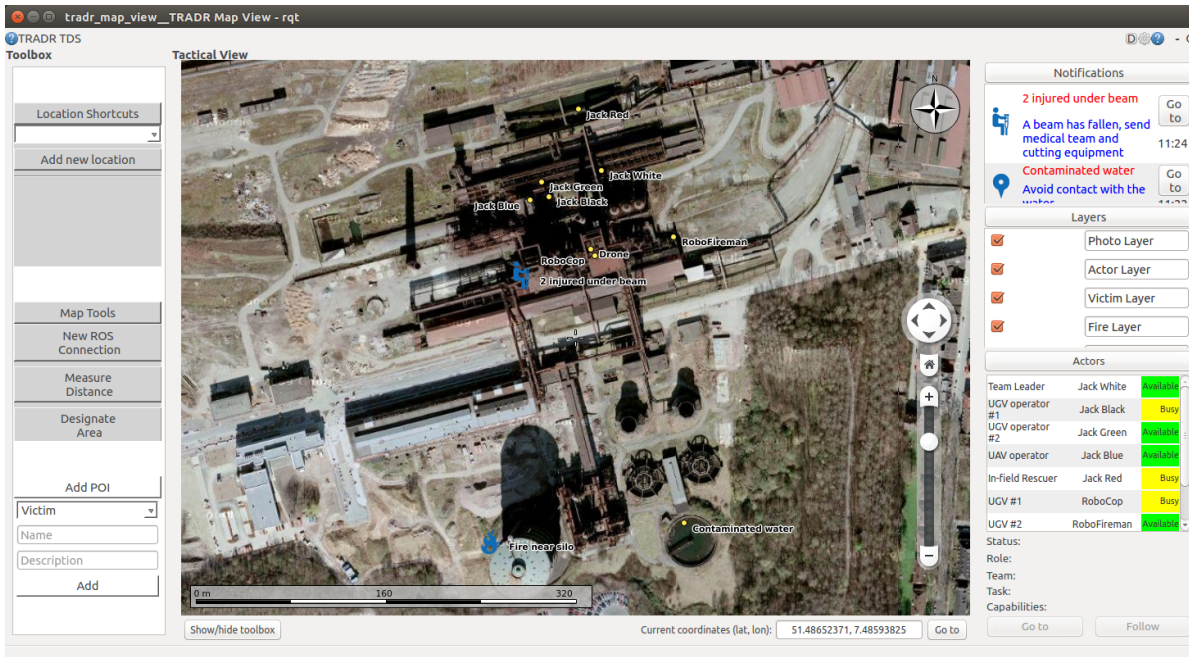 tradr_map_view__TRADR Map View - rqt
TRADR TDS
D
-
Toolbox
Tactical View
Location Shortcuts
Add new location
Map Tools
New ROS
Connection
Measure
Distance
Designate
Area
Add POI
Victim
Name
Description
Add
N
Jack Red
Jack White
Jack Green
Jack Black
Jack Blue
RoboFireman
Drone
RoboCop
2 injured under beam
Contaminated water
Fire near silo
0 m 160 320
Show/hide toolbox
Current coordinates (lat, lon): 51.48652371, 7.48593825 Go to
Notifications
2 injured under beam
Go
to
A beam has fallen, send
medical team and
cutting equipment
11:24
Contaminated water
Go
to
Avoid contact with the
water
Layers
Photo Layer
Actor Layer
Victim Layer
Fire Layer
Actors
Team Leader Jack White Available
UGV operator
#1 Jack Black Busy
UGV operator
#2 Jack Green Available
UAV operator Jack Blue Available
In-field Rescuer Jack Red Busy
UGV #1 RoboCop Busy
UGV #2 RoboFireman Available
Status:
Role:
Team:
Task:
Capabilities:
Go to Follow